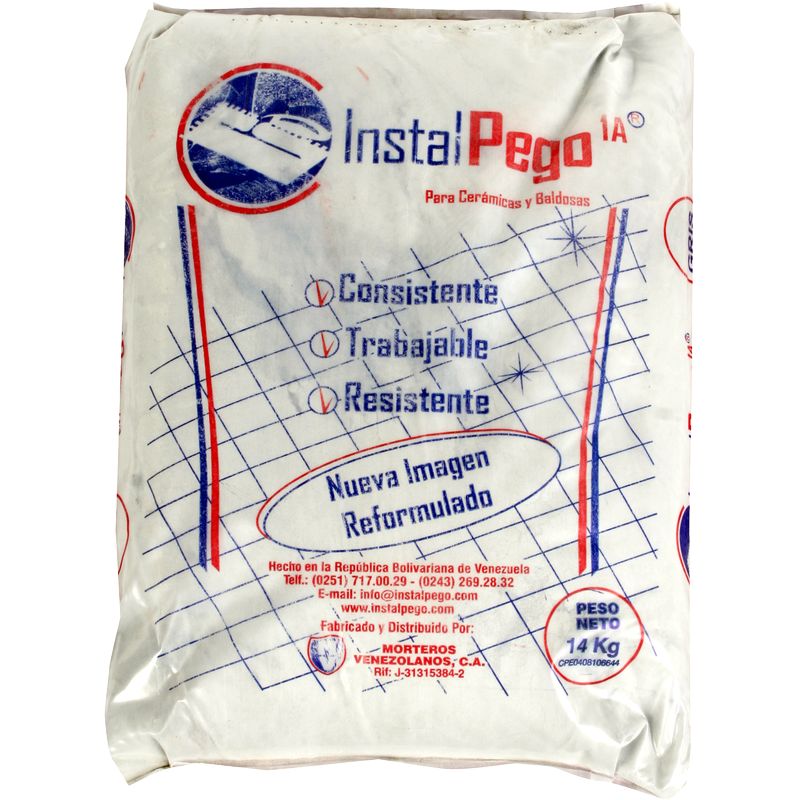 InstalPego 1A®
Para Cerámicas y Baldosas
GRIS
Consistente
Trabajable
Resistente
Nueva Imagen
Reformulado
Hecho en la República Bolivariana de Venezuela
Telf.: (0251) 717.00.29 - (0243) 269.28.32
E-mail: info@instalpego.com
www.instalpego.com
Fabricado y Distribuido Por:
MORTEROS
VENEZOLANOS, C.A.
Rif: J-31315384-2
PESO
NETO
14 Kg
CPE0408106644